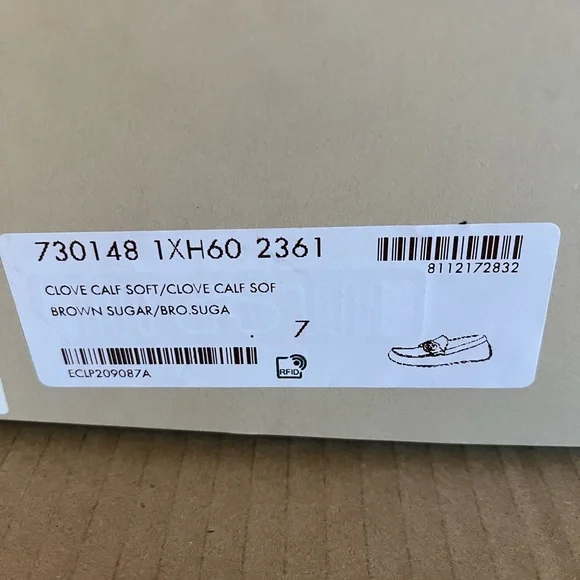 730148 1XH60 2361
8112172832
CLOVE CALF SOFT/CLOVE CALF SOF
BROWN SUGAR/BRO.SUGA
. 7
ECLP209087A
RFID